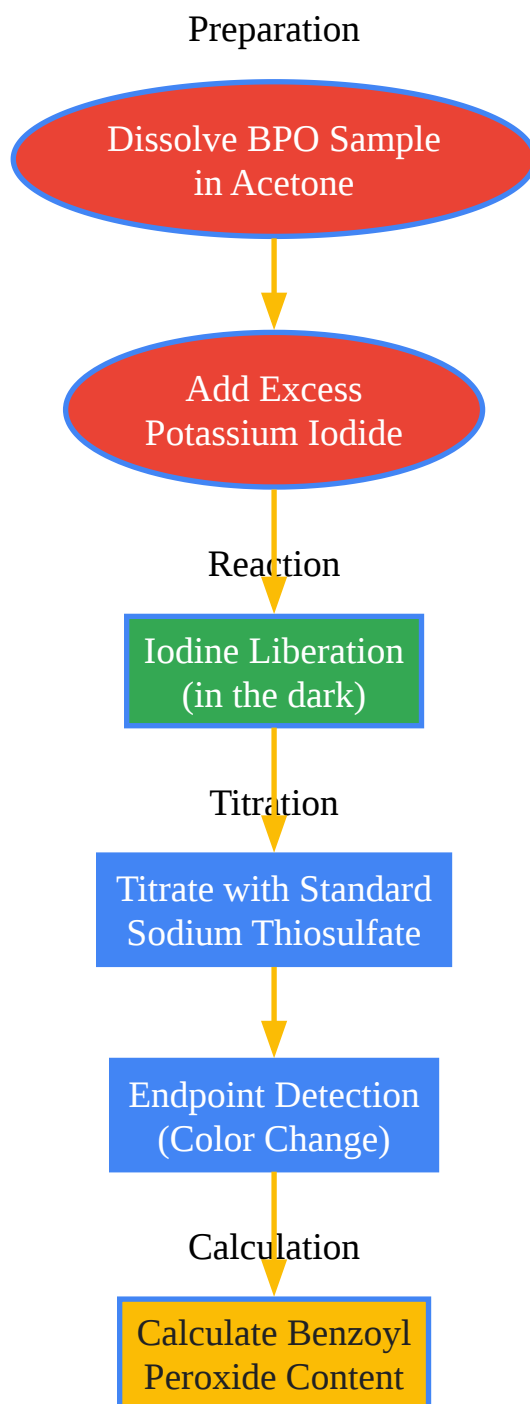 Preparation
Dissolve BPO Sample
in Acetone
Add Excess
Potassium Iodide
Reaction
Iodine Liberation
(in the dark)
Titration
Titrate with Standard
Sodium Thiosulfate
Endpoint Detection
(Color Change)
Calculation
Calculate Benzoyl
Peroxide Content